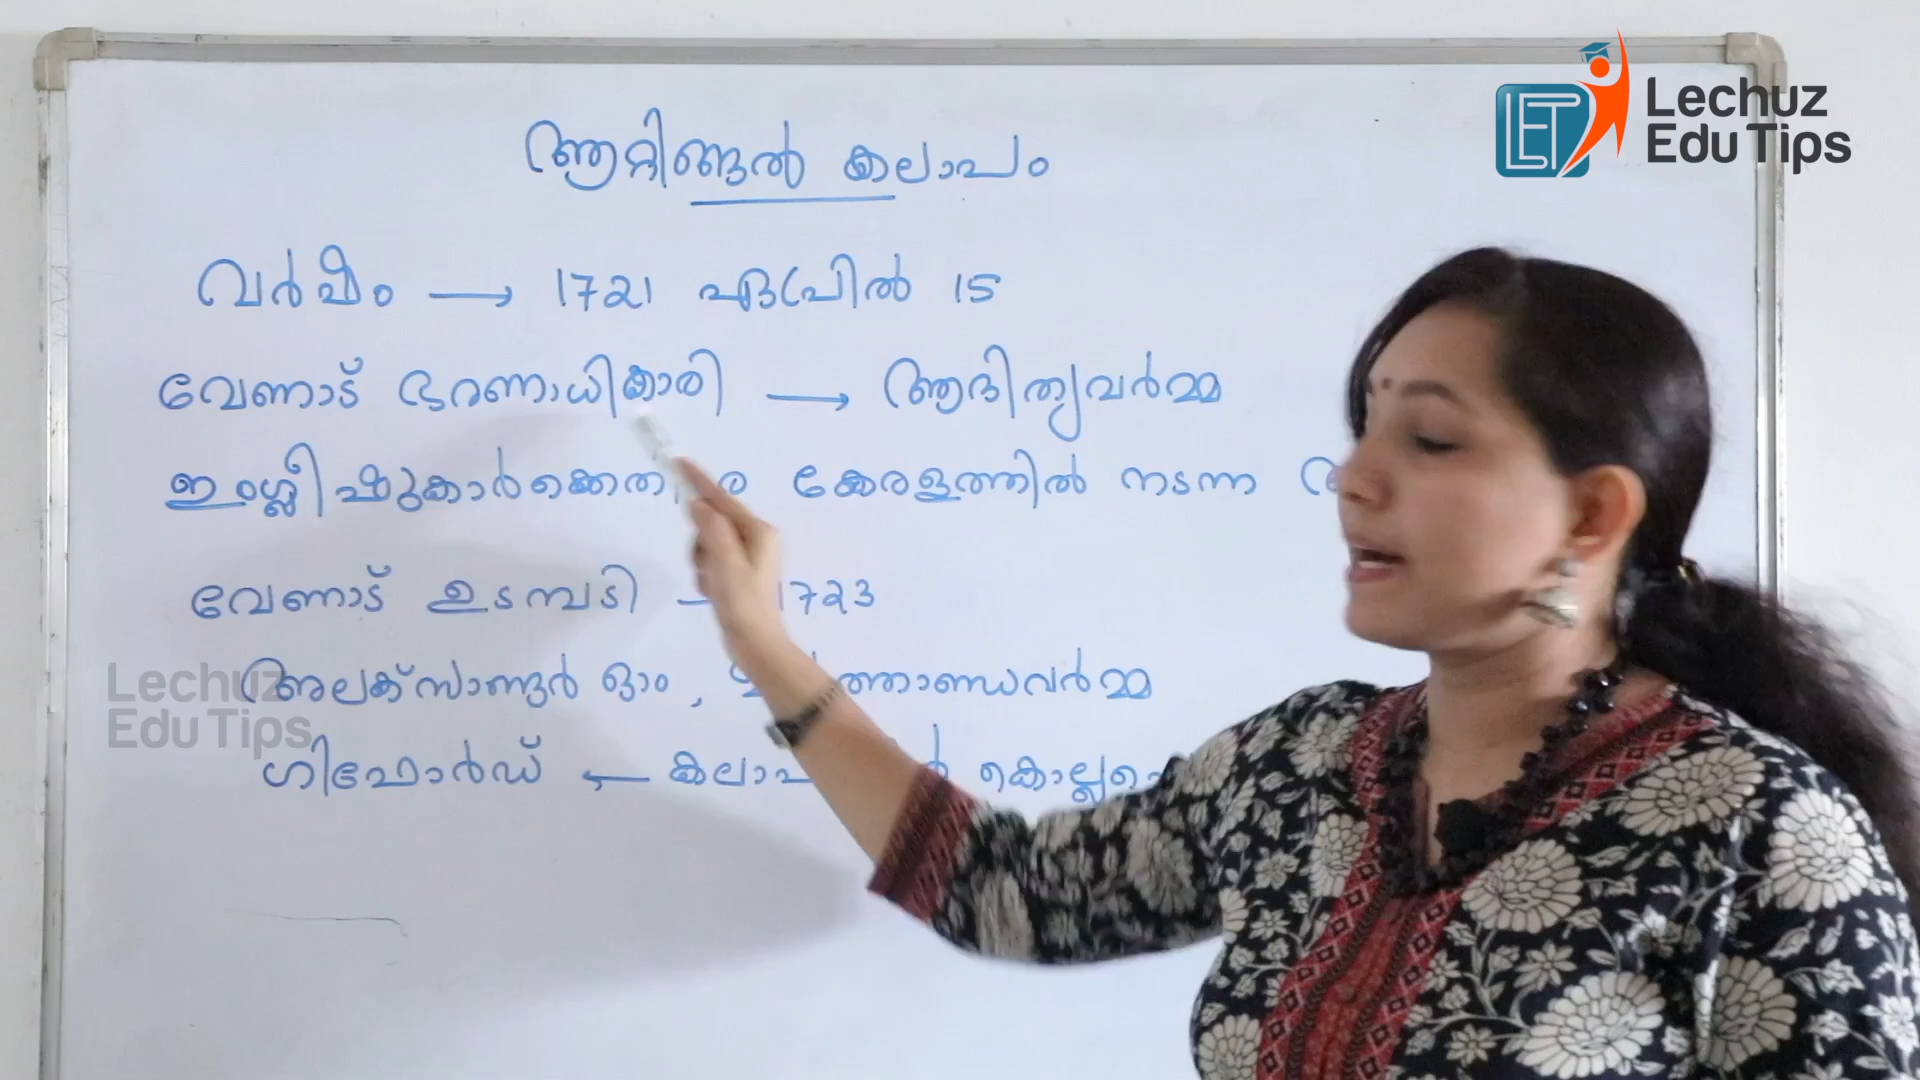 Lechuz
Edu Tips
ആറ്റിങ്ങൽ കലാപം
വർഷം → 1721 ഏപ്രിൽ 15
വേണാട് ഭരണാധികാരി → ആദിത്യവർമ്മ
ഇംഗ്ലീഷുകാർക്കെതിരെ കേരളത്തിൽ നടന്ന
വേണാട് ഉടമ്പടി → 1723
അലക്സാണ്ടർ ഓം, മാർത്താണ്ഡവർമ്മ
ഗിഫോർഡ് ←
Lechuz
Edu Tips